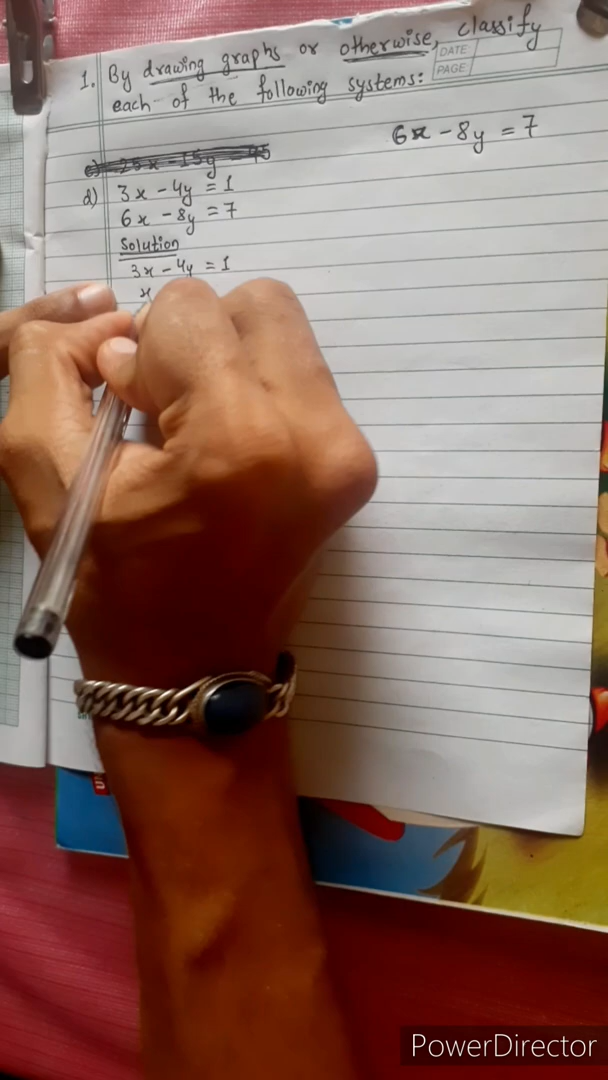 1. By drawing graphs or otherwise, classify
each of the following systems:
DATE:
PAGE:
6x - 8y = 7
d) 3x - 4y = 1
6x - 8y = 7
Solution
3x - 4y = 1
x
PowerDirector